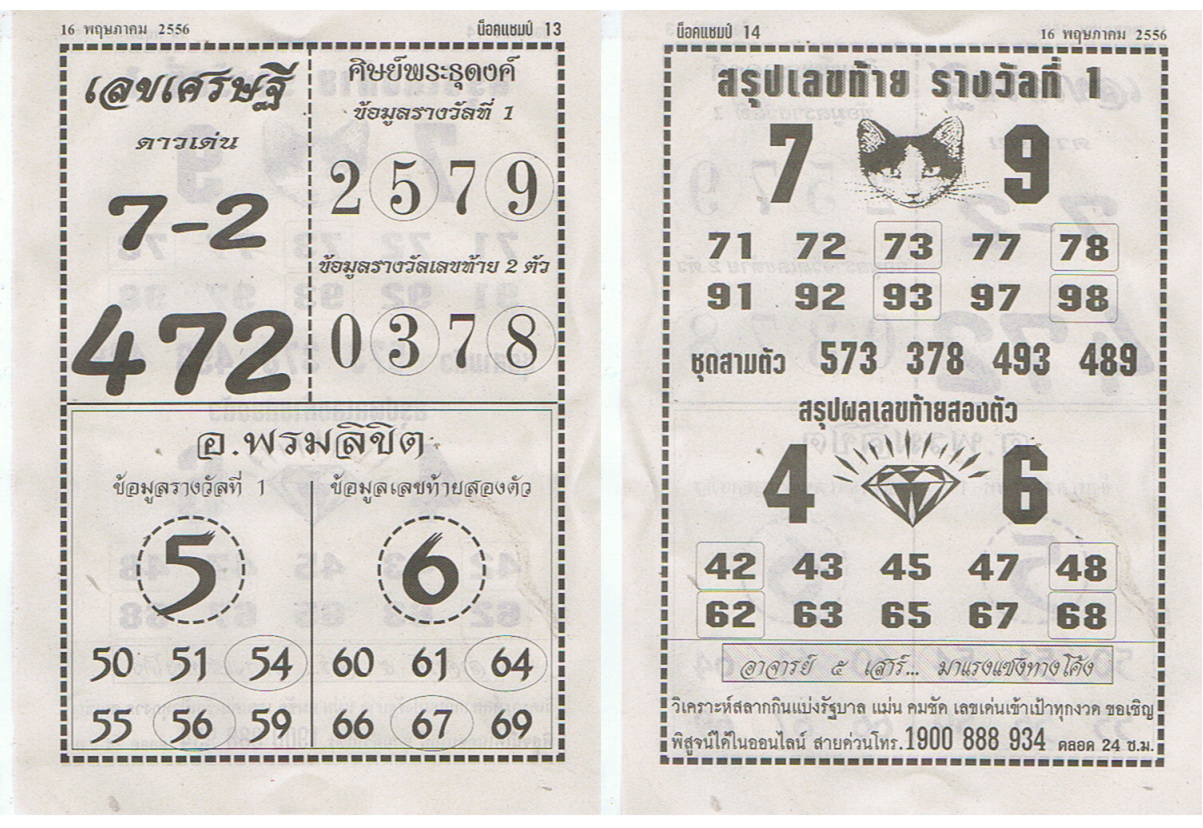 16 พฤษภาคม 2556
น็อคแชมป์ 13
เลขเศรษฐี
ดาวเด่น
7-2
472
ศิษย์พระธุดงค์
ข้อมูลรางวัลที่ 1
2 5 7 9
ข้อมูลรางวัลเลขท้าย 2 ตัว
0 3 7 8
อ.พรมลิขิต
ข้อมูลรางวัลที่ 1
5
50 51 54
55 56 59
ข้อมูลเลขท้ายสองตัว
6
60 61 64
66 67 69
น็อคแชมป์ 14
16 พฤษภาคม 2556
สรุปเลขท้าย รางวัลที่ 1
7 9
71 72 73 77 78
91 92 93 97 98
ชุดสามตัว 573 378 493 489
สรุปผลเลขท้ายสองตัว
4 6
42 43 45 47 48
62 63 65 67 68
อาจารย์ ๕ เสาร์... มาแรงแซงทางโค้ง
วิเคราะห์สลากกินแบ่งรัฐบาล แม่น คมชัด เลขเด่นเข้าเป้าทุกงวด ขอเชิญ
พิสูจน์ได้ในออนไลน์ สายด่วนโทร.1900 888 934 ตลอด 24 ช.ม.